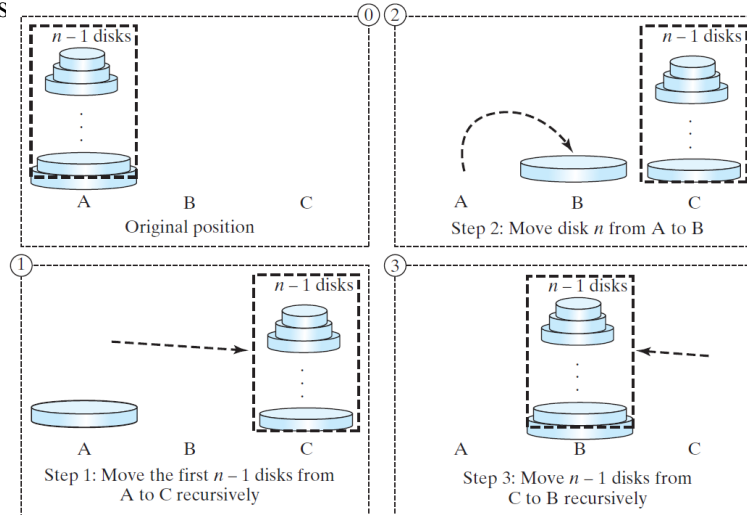 s
0
n – 1 disks
A B C
Original position
2
n – 1 disks
A B C
Step 2: Move disk n from A to B
1
n – 1 disks
A B C
Step 1: Move the first n – 1 disks from
A to C recursively
3
n – 1 disks
A B C
Step 3: Move n – 1 disks from
C to B recursively